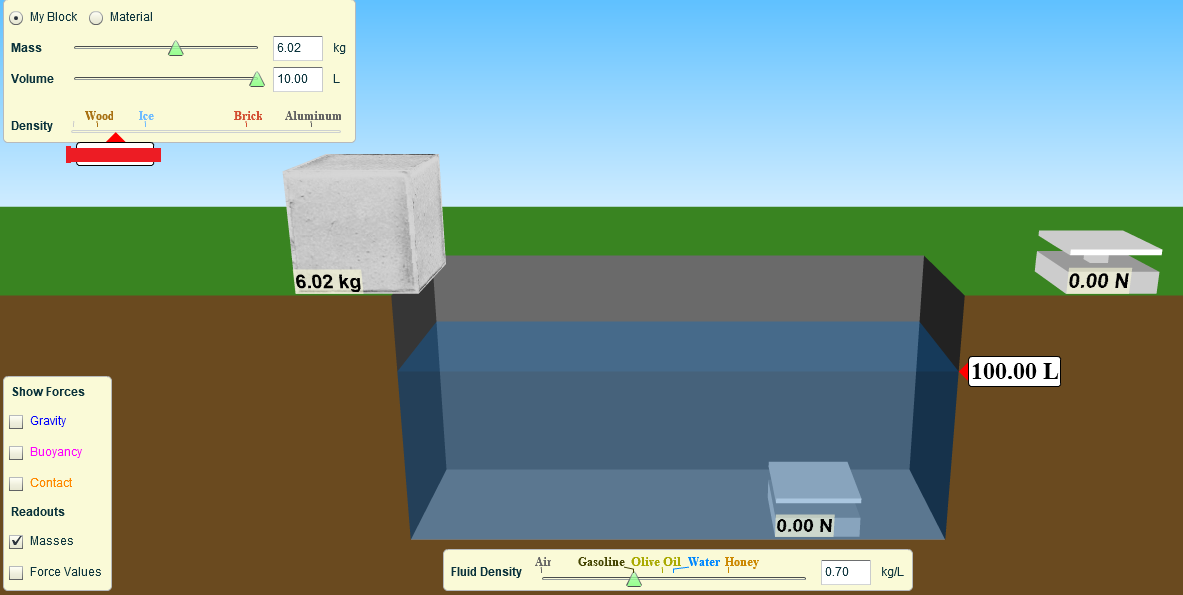 My Block Material
Mass 6.02 kg
Volume 10.00 L
Wood Ice Brick Aluminum
Density
6.02 kg
0.00 N
100.00 L
Show Forces
Gravity
Buoyancy
Contact
Readouts
Masses
Force Values
0.00 N
Air Gasoline Olive Oil Water Honey
Fluid Density 0.70 kg/L